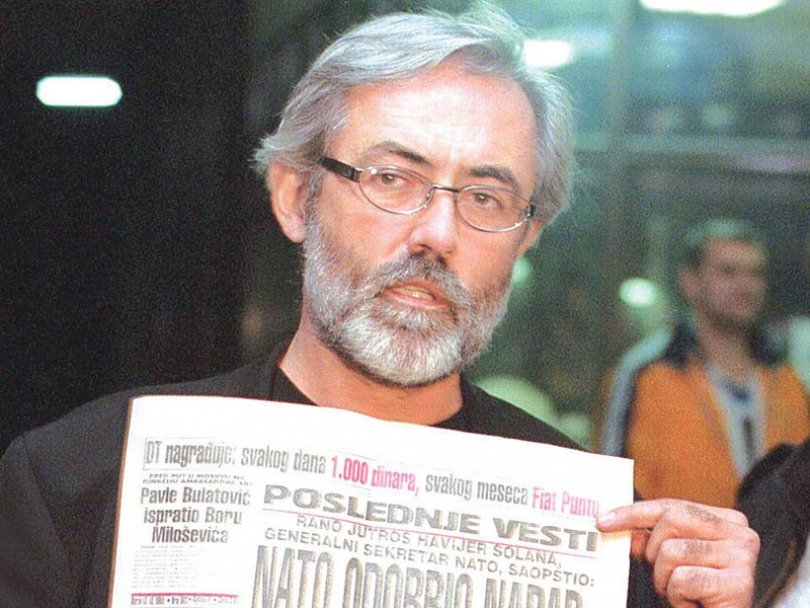 DT nagrađuje: svakog dana 1.000 dinara, svakog meseca Fiat Punto
Pavle Bulatović
ispratio Boru
Miloševića
POSLEDNJE VESTI
RANO JUTROS HAVIJER SOLANA,
GENERALNI SEKRETAR NATO, SAOPŠTIO:
NATO ODOBRIO NAPAD